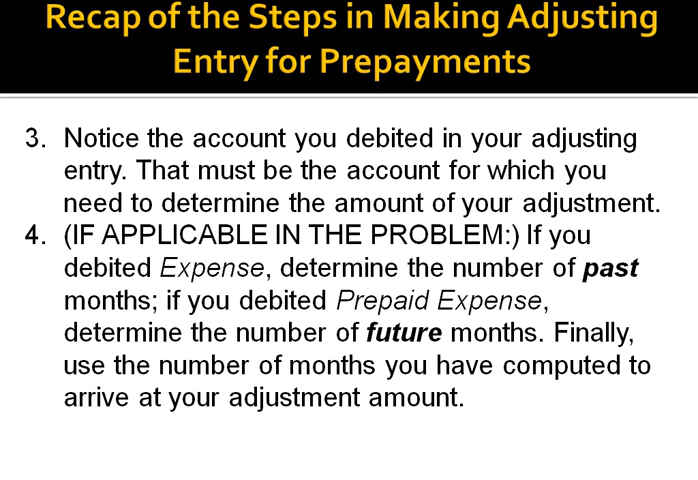 Recap of the Steps in Making Adjusting
Entry for Prepayments
3. Notice the account you debited in your adjusting
entry. That must be the account for which you
need to determine the amount of your adjustment.
4. (IF APPLICABLE IN THE PROBLEM:) If you
debited Expense, determine the number of past
months; if you debited Prepaid Expense,
determine the number of future months. Finally,
use the number of months you have computed to
arrive at your adjustment amount.